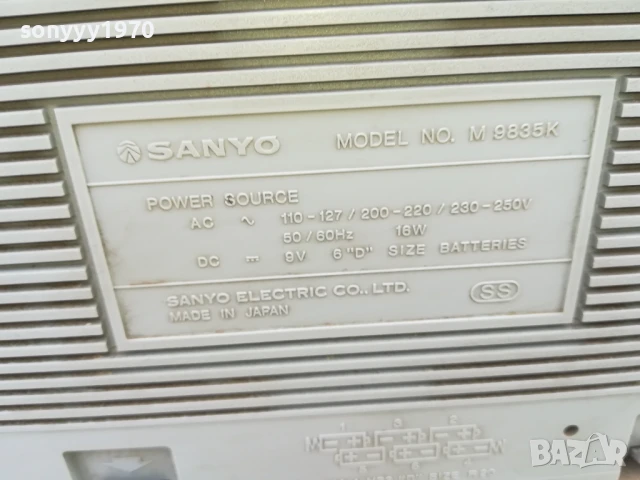 sonyyy1970
SANYO MODEL NO. M 9835K
POWER SOURCE
AC ~ 110-127/200-220/230-250V
50/60Hz 16W
DC ⎓ 9V 6"D" SIZE BATTERIES
SANYO ELECTRIC CO., LTD. SS
MADE IN JAPAN
BAZAR